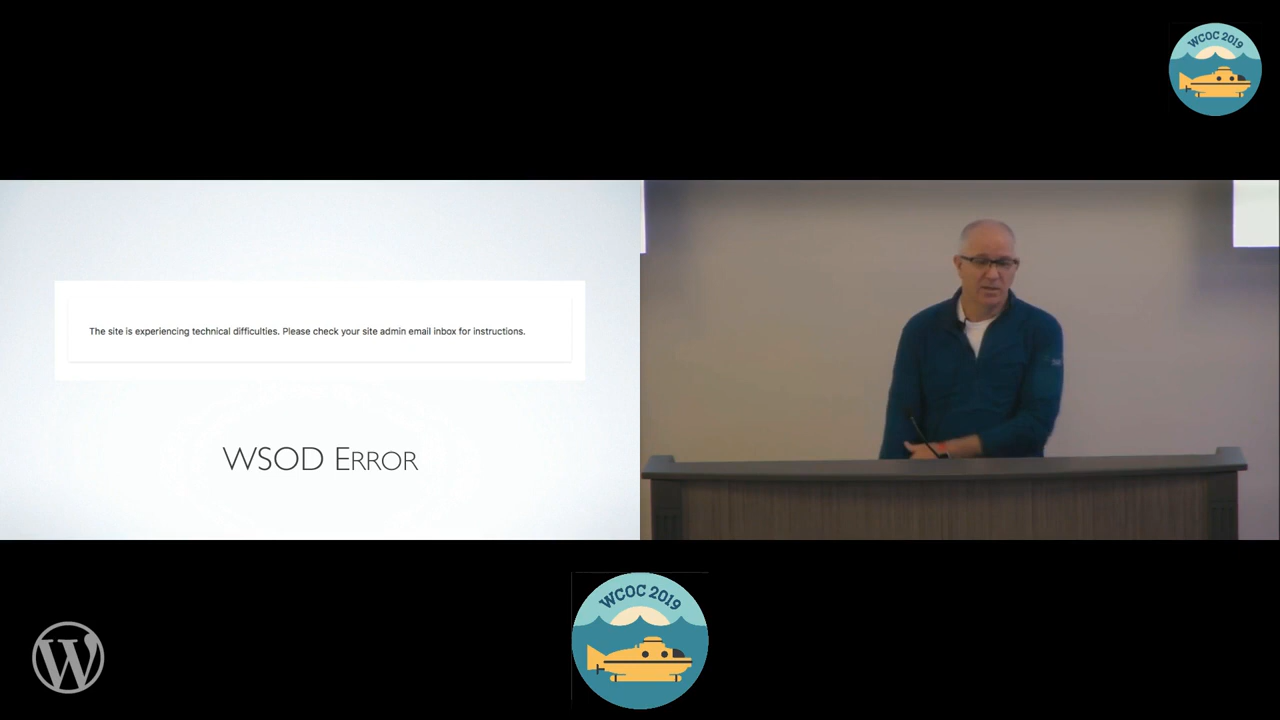 WCOC 2019
The site is experiencing technical difficulties. Please check your site admin email inbox for instructions.
WSOD Error
WCOC 2019
W